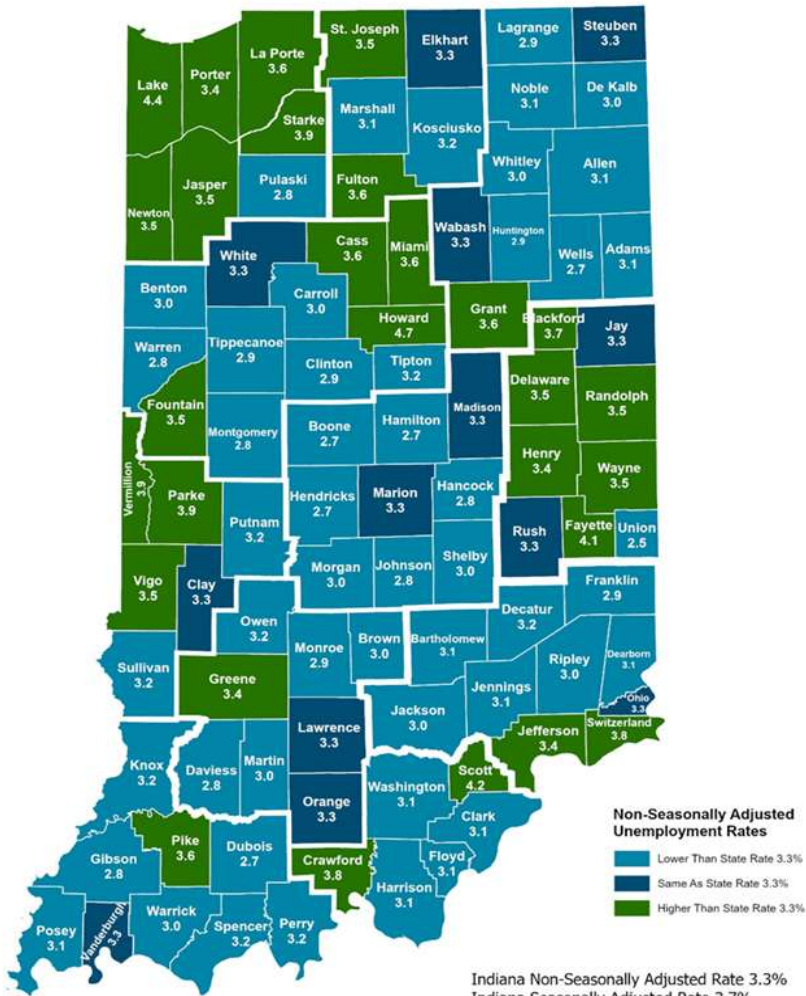 St. Joseph
3.5
Elkhart
3.3
Lagrange
2.9
Steuben
3.3
La Porte
3.6
Porter
3.4
Lake
4.4
Noble
3.1
De Kalb
3.0
Marshall
3.1
Starke
3.9
Kosciusko
3.2
Whitley
3.0
Allen
3.1
Jasper
3.5
Pulaski
2.8
Fulton
3.6
Newton
3.5
Wabash
3.3
Huntington
2.9
White
3.3
Cass
3.6
Miami
3.6
Wells
2.7
Adams
3.1
Benton
3.0
Carroll
3.0
Howard
4.7
Grant
3.6
Blackford
3.7
Jay
3.3
Warren
2.8
Tippecanoe
2.9
Clinton
2.9
Tipton
3.2
Delaware
3.5
Randolph
3.5
Fountain
3.5
Montgomery
2.8
Boone
2.7
Hamilton
2.7
Madison
3.3
Henry
3.4
Wayne
3.5
Vermillion
3.9
Parke
3.9
Putnam
3.2
Hendricks
2.7
Marion
3.3
Hancock
2.8
Rush
3.3
Fayette
4.1
Union
2.5
Vigo
3.5
Clay
3.3
Morgan
3.0
Johnson
2.8
Shelby
3.0
Franklin
2.9
Owen
3.2
Decatur
3.2
Sullivan
3.2
Greene
3.4
Monroe
2.9
Brown
3.0
Bartholomew
3.1
Ripley
3.0
Dearborn
3.1
Jennings
3.1
Ohio
3.3
Jackson
3.0
Jefferson
3.4
Switzerland
3.8
Lawrence
3.3
Knox
3.2
Daviess
2.8
Martin
3.0
Orange
3.3
Washington
3.1
Scott
4.2
Clark
3.1
Pike
3.6
Dubois
2.7
Crawford
3.8
Floyd
3.1
Harrison
3.1
Gibson
2.8
Posey
3.1
Vanderburgh
3.3
Warrick
3.0
Spencer
3.2
Perry
3.2
Non-Seasonally Adjusted
Unemployment Rates
Lower Than State Rate 3.3%
Same As State Rate 3.3%
Higher Than State Rate 3.3%
Indiana Non-Seasonally Adjusted Rate 3.3%
Indiana Seasonally Adjusted Rate 3.7%